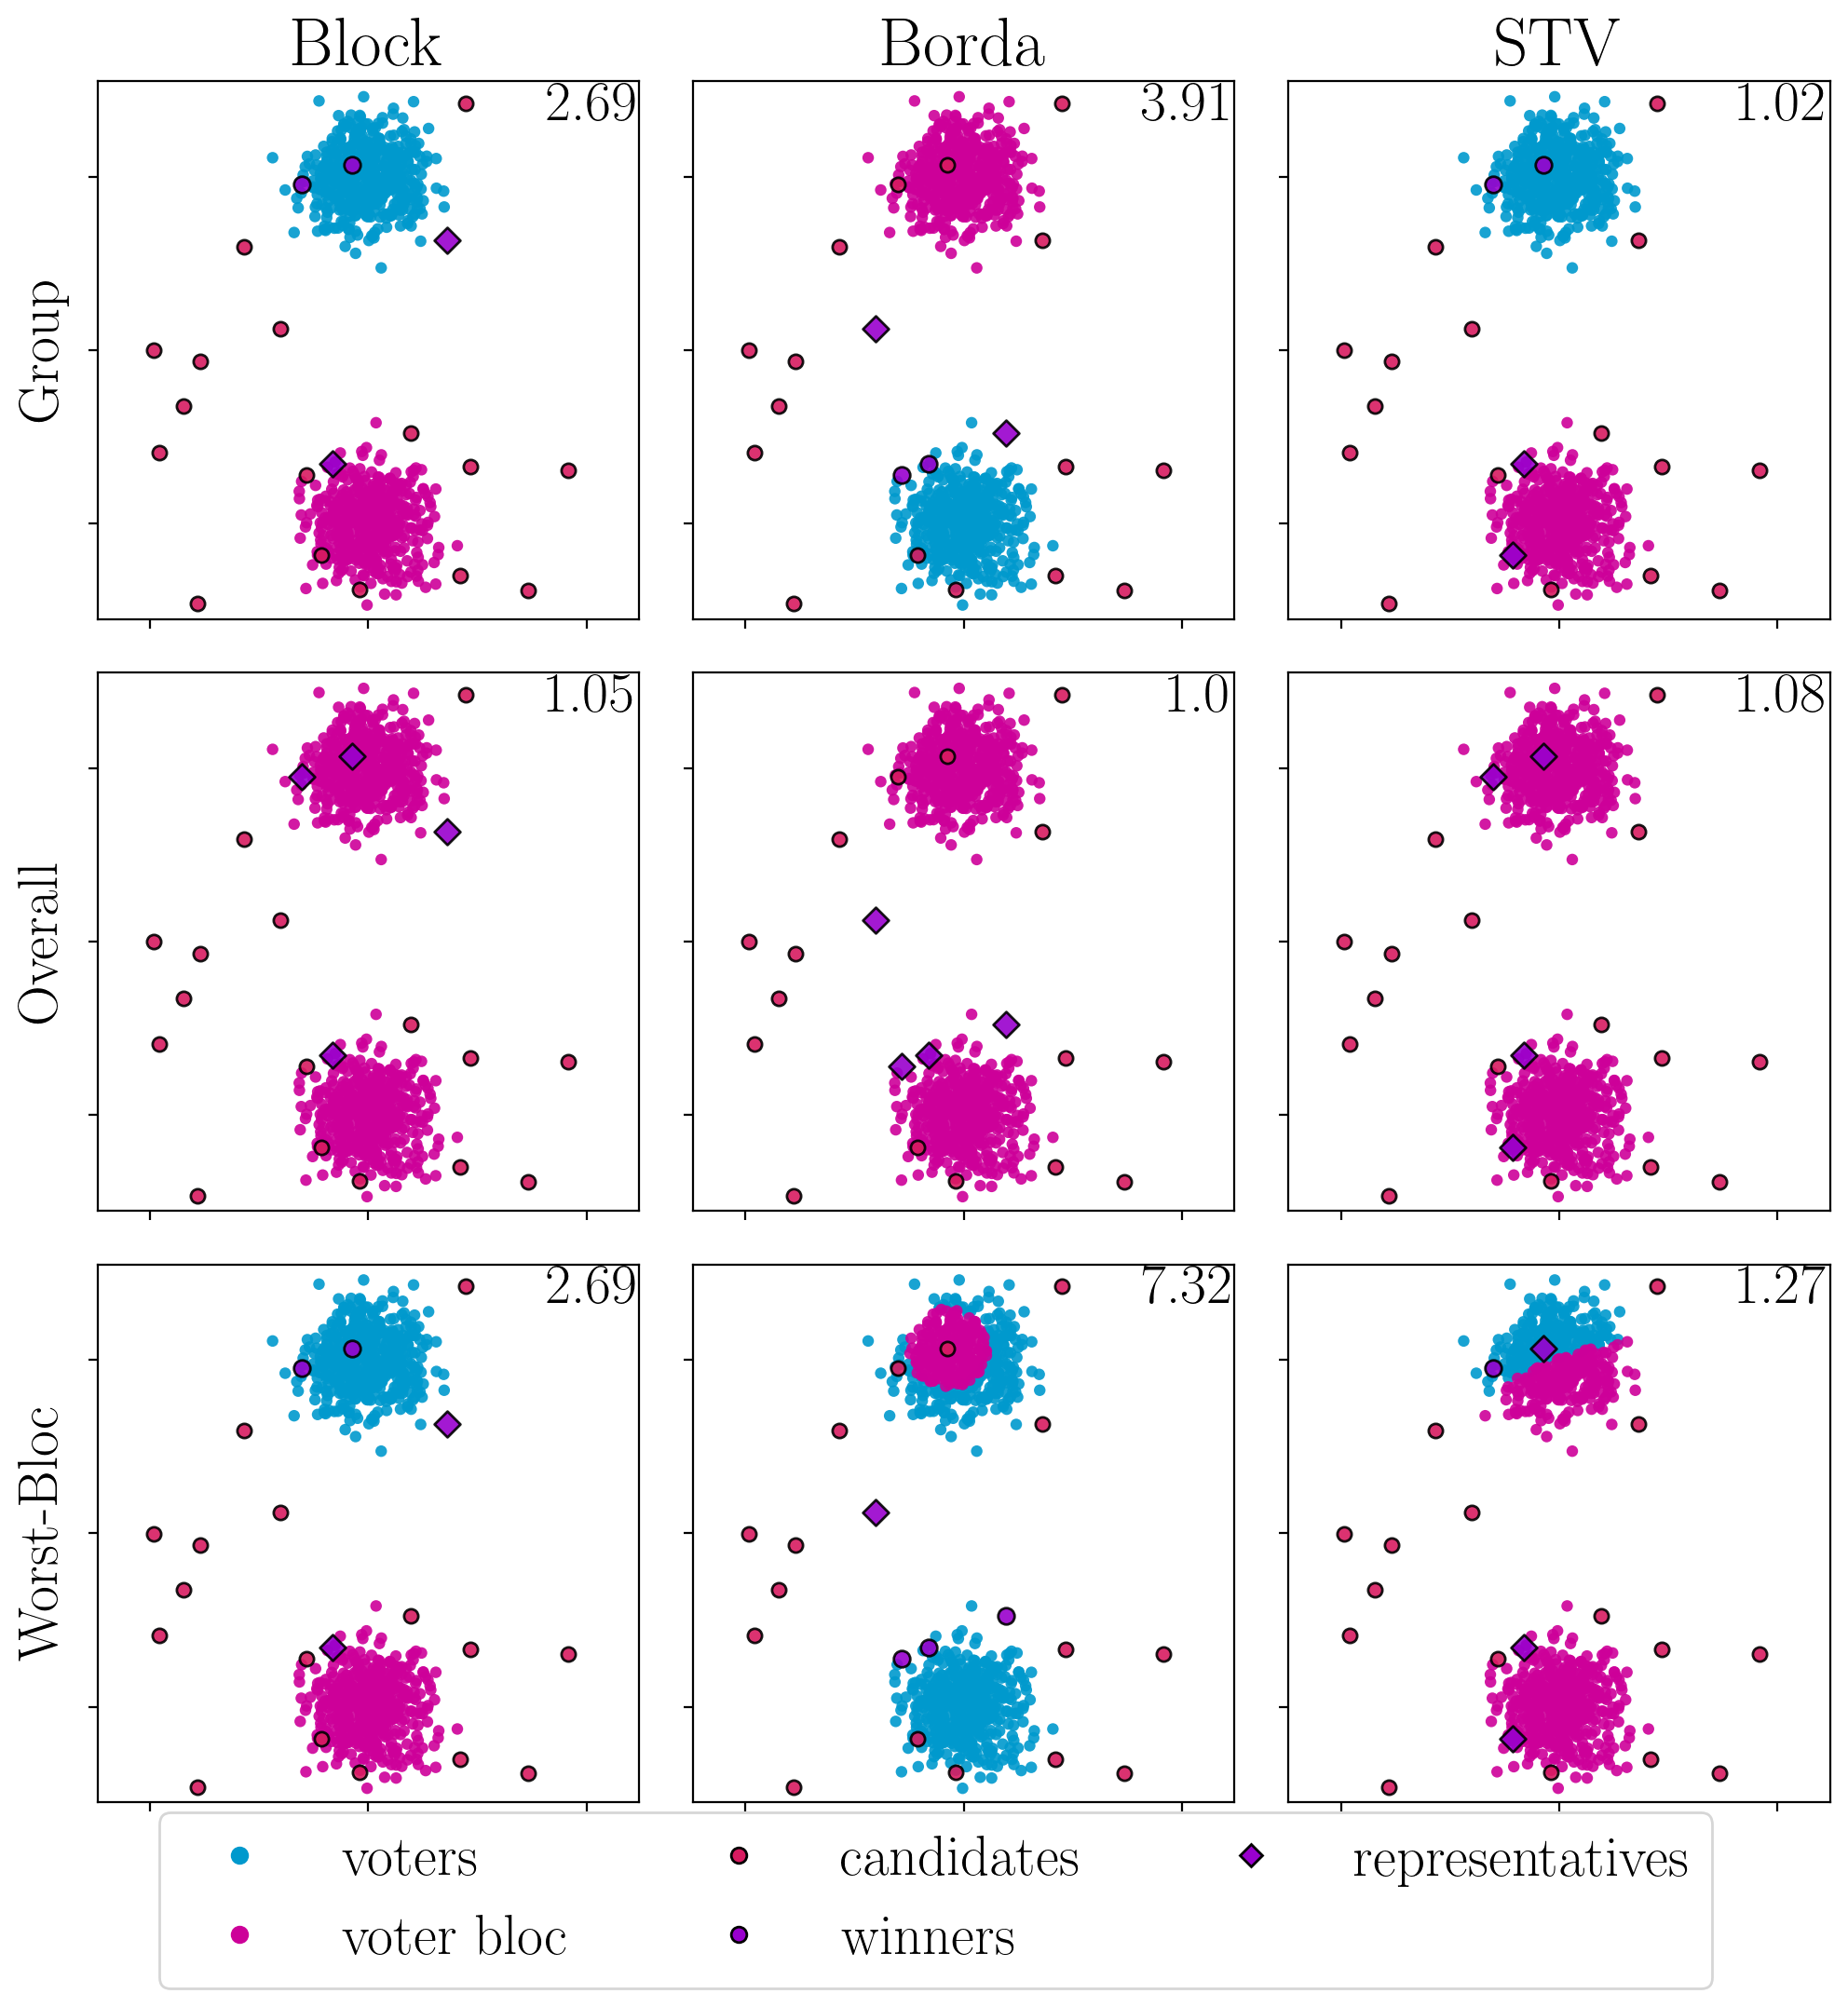 Block
Borda
STV
Group
2.69
3.91
1.02
Overall
1.05
1.0
1.08
Worst-Bloc
2.69
7.32
1.27
voters
candidates
representatives
voter bloc
winners